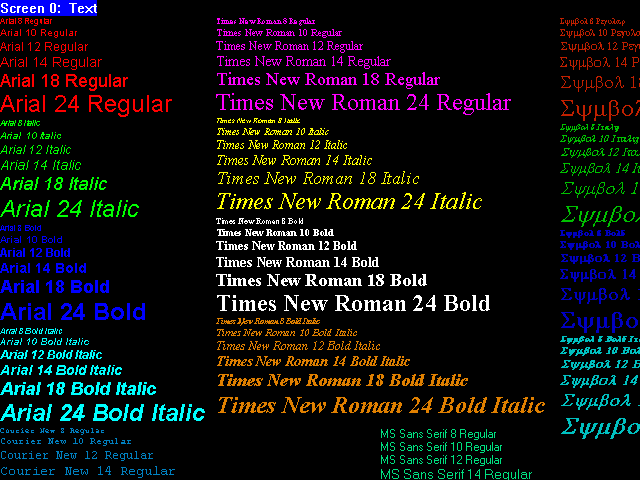 Screen 0: Text
Arial 8 Regular
Arial 10 Regular
Arial 12 Regular
Arial 14 Regular
Arial 18 Regular
Arial 24 Regular
Arial 8 Italic
Arial 10 Italic
Arial 12 Italic
Arial 14 Italic
Arial 18 Italic
Arial 24 Italic
Arial 8 Bold
Arial 10 Bold
Arial 12 Bold
Arial 14 Bold
Arial 18 Bold
Arial 24 Bold
Arial 8 Bold Italic
Arial 10 Bold Italic
Arial 12 Bold Italic
Arial 14 Bold Italic
Arial 18 Bold Italic
Arial 24 Bold Italic
Courier New 8 Regular
Courier New 10 Regular
Courier New 12 Regular
Courier New 14 Regular
Times New Roman 8 Regular
Times New Roman 10 Regular
Times New Roman 12 Regular
Times New Roman 14 Regular
Times New Roman 18 Regular
Times New Roman 24 Regular
Times New Roman 8 Italic
Times New Roman 10 Italic
Times New Roman 12 Italic
Times New Roman 14 Italic
Times New Roman 18 Italic
Times New Roman 24 Italic
Times New Roman 8 Bold
Times New Roman 10 Bold
Times New Roman 12 Bold
Times New Roman 14 Bold
Times New Roman 18 Bold
Times New Roman 24 Bold
Times New Roman 8 Bold Italic
Times New Roman 10 Bold Italic
Times New Roman 12 Bold Italic
Times New Roman 14 Bold Italic
Times New Roman 18 Bold Italic
Times New Roman 24 Bold Italic
MS Sans Serif 8 Regular
MS Sans Serif 10 Regular
MS Sans Serif 12 Regular
MS Sans Serif 14 Regular
Σψμβολ 8 Ρεγυλαρ
Σψμβολ 10 Ρεγυλα
Σψμβολ 12 Ρεγ
Σψμβολ 14 Ρε
Σψμβολ 18
Σψμβο
Σψμβολ 8 Ιταλιχ
Σψμβολ 10 Ιταλιχ
Σψμβολ 12 Ιτα
Σψμβολ 14 Ιτ
Σψμβολ 18
Σψμβο
Σψμβολ 8 Βολδ
Σψμβολ 10 Βολδ
Σψμβολ 12 Βολ
Σψμβολ 14
Σψμβολ 18
Σψμβο
Σψμβολ 8 Βολδ Ιτ
Σψμβολ 10 Βολ
Σψμβολ 12 Β
Σψμβολ 14
Σψμβολ 18
Σψμβο